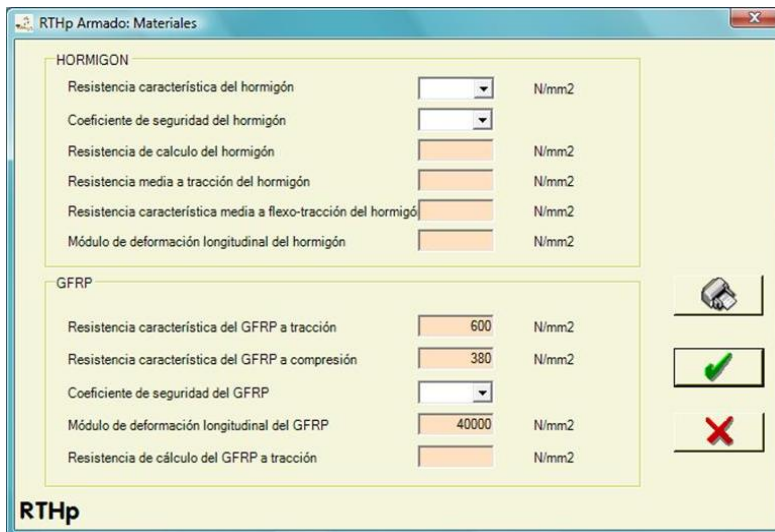 RTHp Armado: Materiales
HORMIGON
Resistencia característica del hormigón N/mm2
Coeficiente de seguridad del hormigón
Resistencia de calculo del hormigón N/mm2
Resistencia media a tracción del hormigón N/mm2
Resistencia característica media a flexo-tracción del hormigó N/mm2
Módulo de deformación longitudinal del hormigón N/mm2
GFRP
Resistencia característica del GFRP a tracción 600 N/mm2
Resistencia característica del GFRP a compresión 380 N/mm2
Coeficiente de seguridad del GFRP
Módulo de deformación longitudinal del GFRP 40000 N/mm2
Resistencia de cálculo del GFRP a tracción N/mm2
RTHp